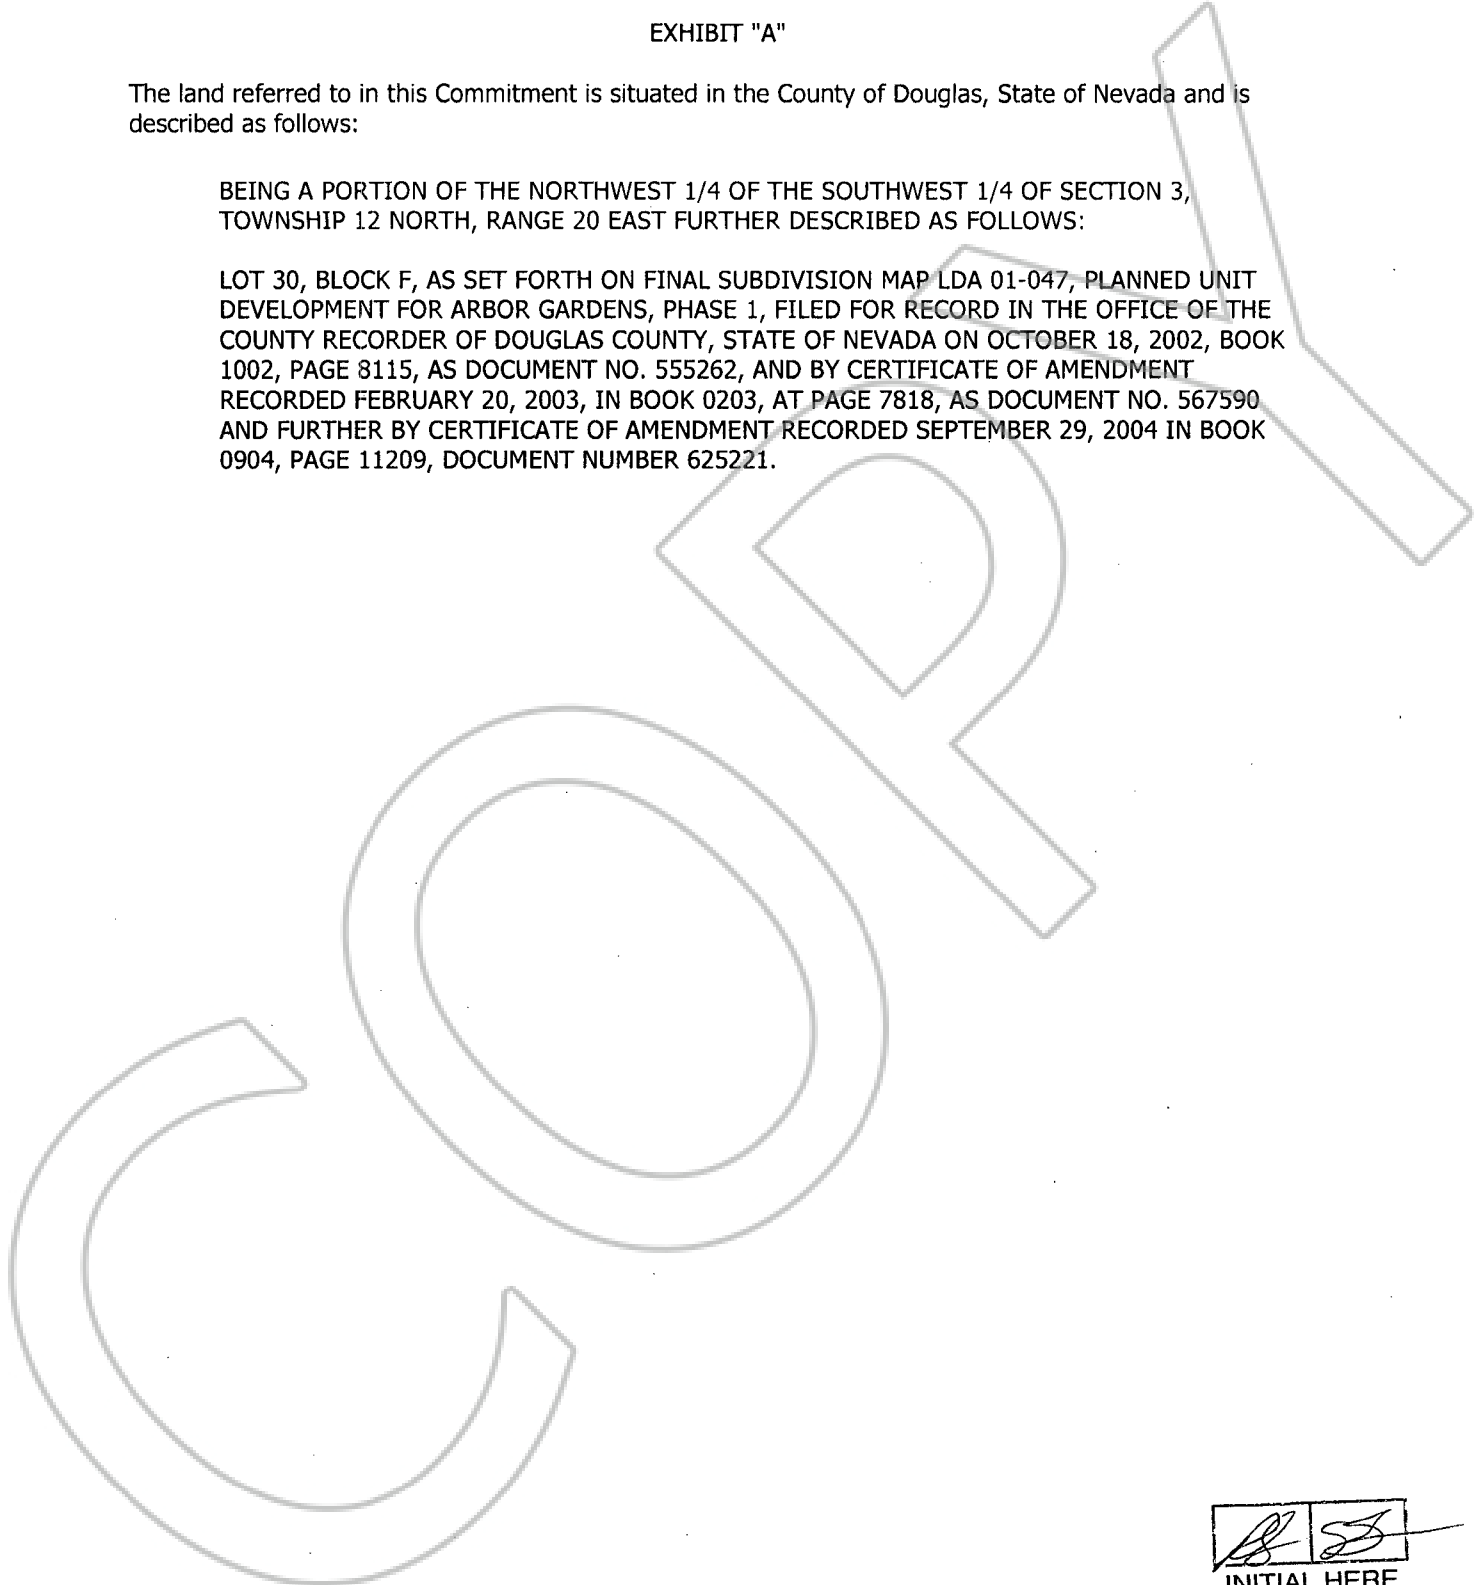 EXHIBIT "A"
The land referred to in this Commitment is situated in the County of Douglas, State of Nevada and is
described as follows:
BEING A PORTION OF THE NORTHWEST 1/4 OF THE SOUTHWEST 1/4 OF SECTION 3,
TOWNSHIP 12 NORTH, RANGE 20 EAST FURTHER DESCRIBED AS FOLLOWS:
LOT 30, BLOCK F, AS SET FORTH ON FINAL SUBDIVISION MAP LDA 01-047, PLANNED UNIT
DEVELOPMENT FOR ARBOR GARDENS, PHASE 1, FILED FOR RECORD IN THE OFFICE OF THE
COUNTY RECORDER OF DOUGLAS COUNTY, STATE OF NEVADA ON OCTOBER 18, 2002, BOOK
1002, PAGE 8115, AS DOCUMENT NO. 555262, AND BY CERTIFICATE OF AMENDMENT
RECORDED FEBRUARY 20, 2003, IN BOOK 0203, AT PAGE 7818, AS DOCUMENT NO. 567590
AND FURTHER BY CERTIFICATE OF AMENDMENT RECORDED SEPTEMBER 29, 2004 IN BOOK
0904, PAGE 11209, DOCUMENT NUMBER 625221.
COPY
INITIAL HERE